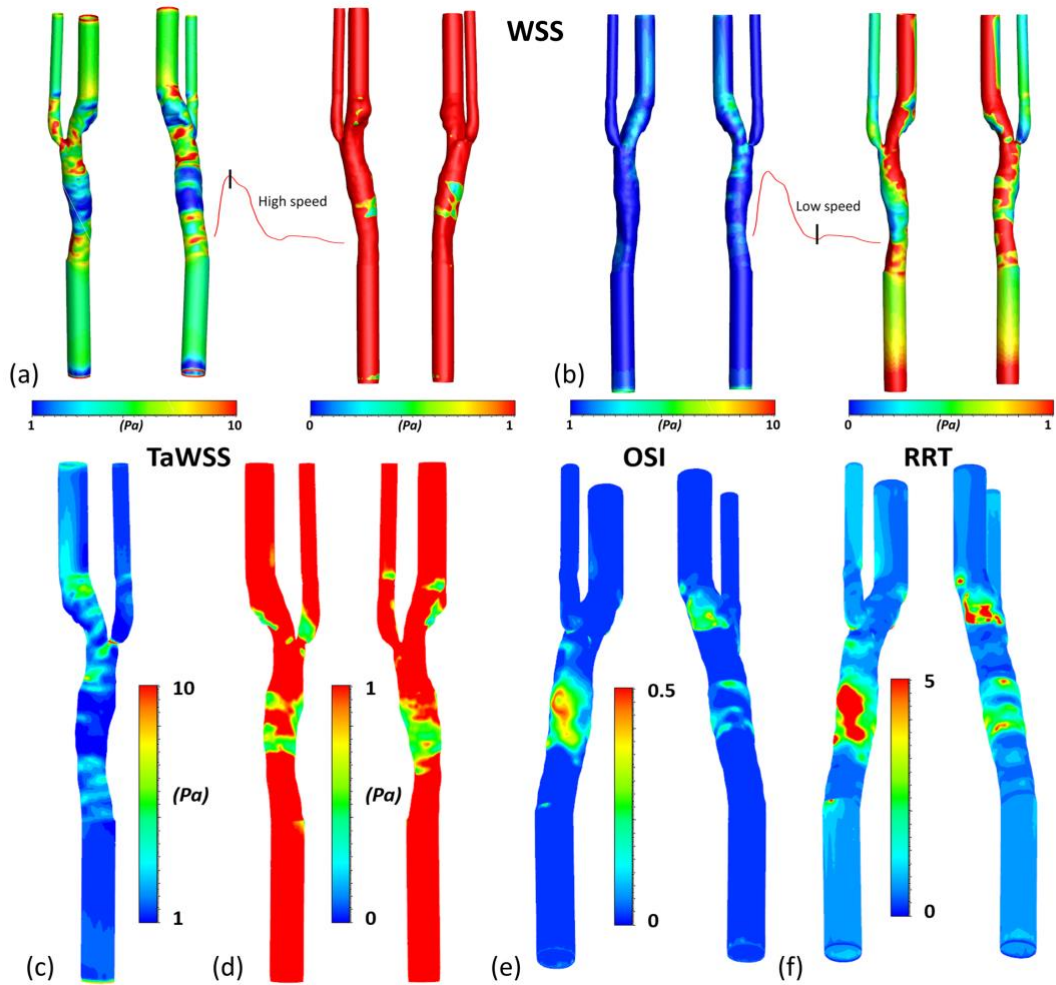 WSS
High speed
Low speed
(a)
(b)
1 (Pa) 10
0 (Pa) 1
1 (Pa) 10
0 (Pa) 1
TaWSS
OSI
RRT
10
(Pa)
1
1
(Pa)
0
0.5
0
5
0
(c)
(d)
(e)
(f)